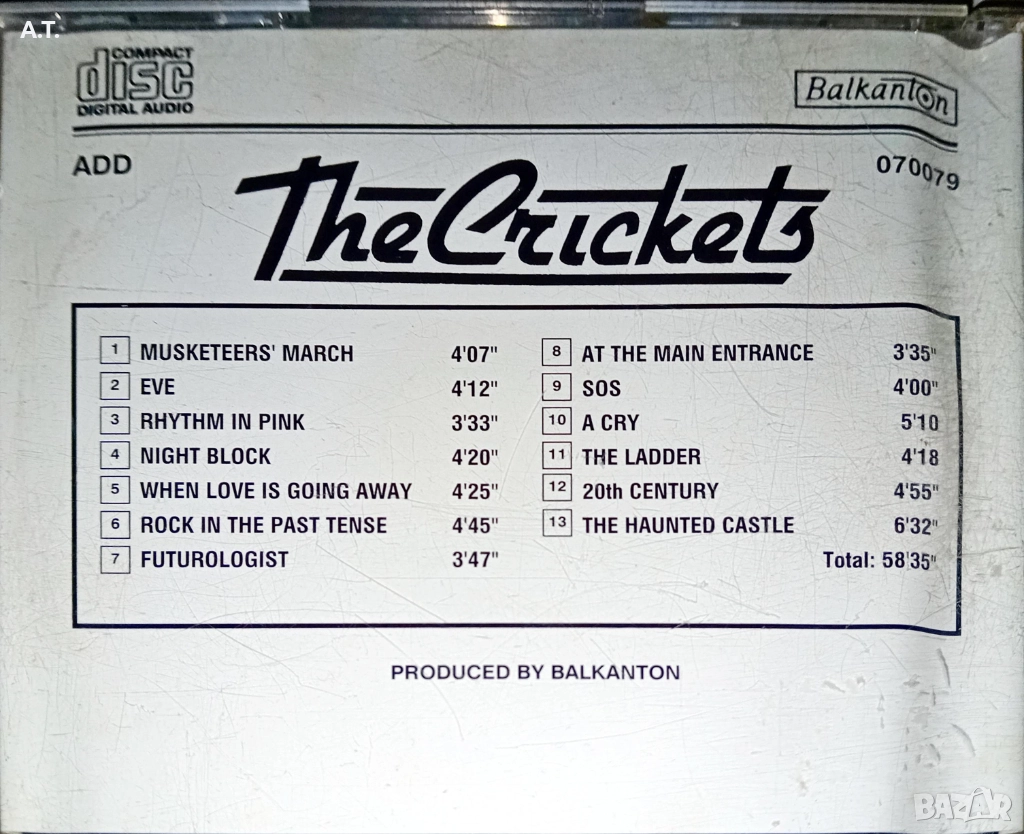 A.T.
COMPACT
disc
DIGITAL AUDIO
Balkanton
ADD
070079
The Crickets
1 MUSKETEERS' MARCH 4'07"
2 EVE 4'12"
3 RHYTHM IN PINK 3'33"
4 NIGHT BLOCK 4'20"
5 WHEN LOVE IS GOING AWAY 4'25"
6 ROCK IN THE PAST TENSE 4'45"
7 FUTUROLOGIST 3'47"
8 AT THE MAIN ENTRANCE 3'35"
9 SOS 4'00"
10 A CRY 5'10
11 THE LADDER 4'18
12 20th CENTURY 4'55"
13 THE HAUNTED CASTLE 6'32"
Total: 58'35"
PRODUCED BY BALKANTON
BAZAR